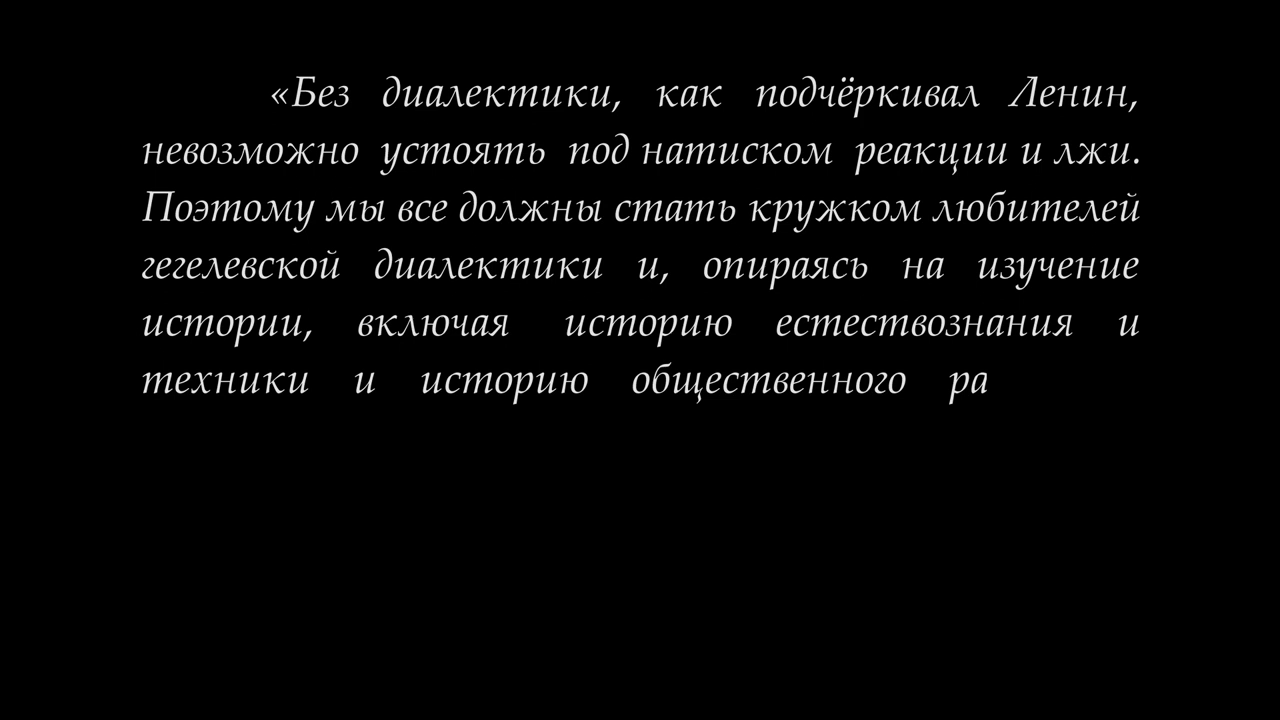 «Без диалектики, как подчёркивал Ленин,
невозможно устоять под натиском реакции и лжи.
Поэтому мы все должны стать кружком любителей
гегелевской диалектики и, опираясь на изучение
истории, включая историю естествознания и
техники и историю общественного ра